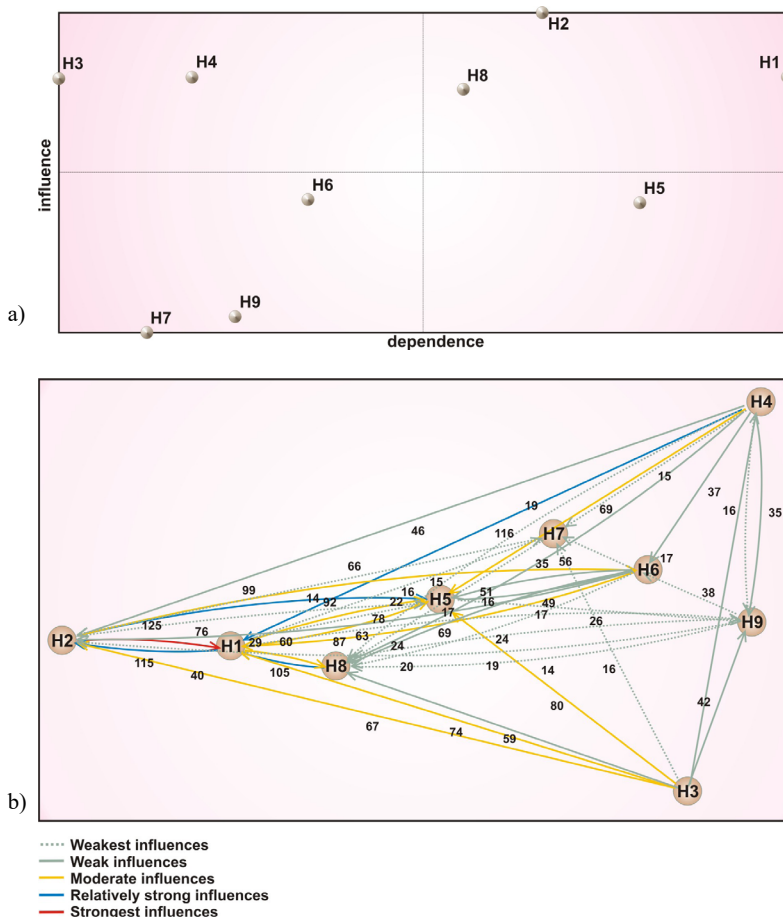 H2
H3
H4
H1
H8
H6
H5
influence
H9
H7
a)
dependence
H4
15
37
19
69
16
35
46
116
H7
66
35
56
17
15
H6
99
16
51
38
14
92
22
H5
16
49
125
17
17
H9
78
26
H2
76
29
60
87
63
69
24
24
H1
H8
115
105
20
19
14
16
40
42
80
67
74
59
H3
b)
Weakest influences
Weak influences
Moderate influences
Relatively strong influences
Strongest influences